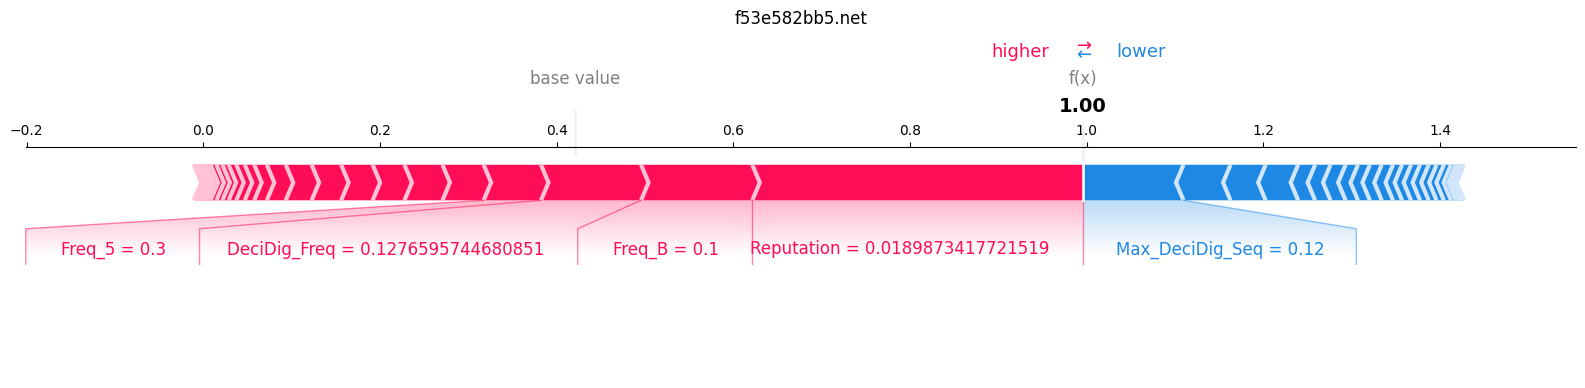 f53e582bb5.net
higher → ← lower
base value f(x)
1.00
−0.2 0.0 0.2 0.4 0.6 0.8 1.0 1.2 1.4
Freq_5 = 0.3 DeciDig_Freq = 0.1276595744680851 Freq_B = 0.1 Reputation = 0.0189873417721519 Max_DeciDig_Seq = 0.12